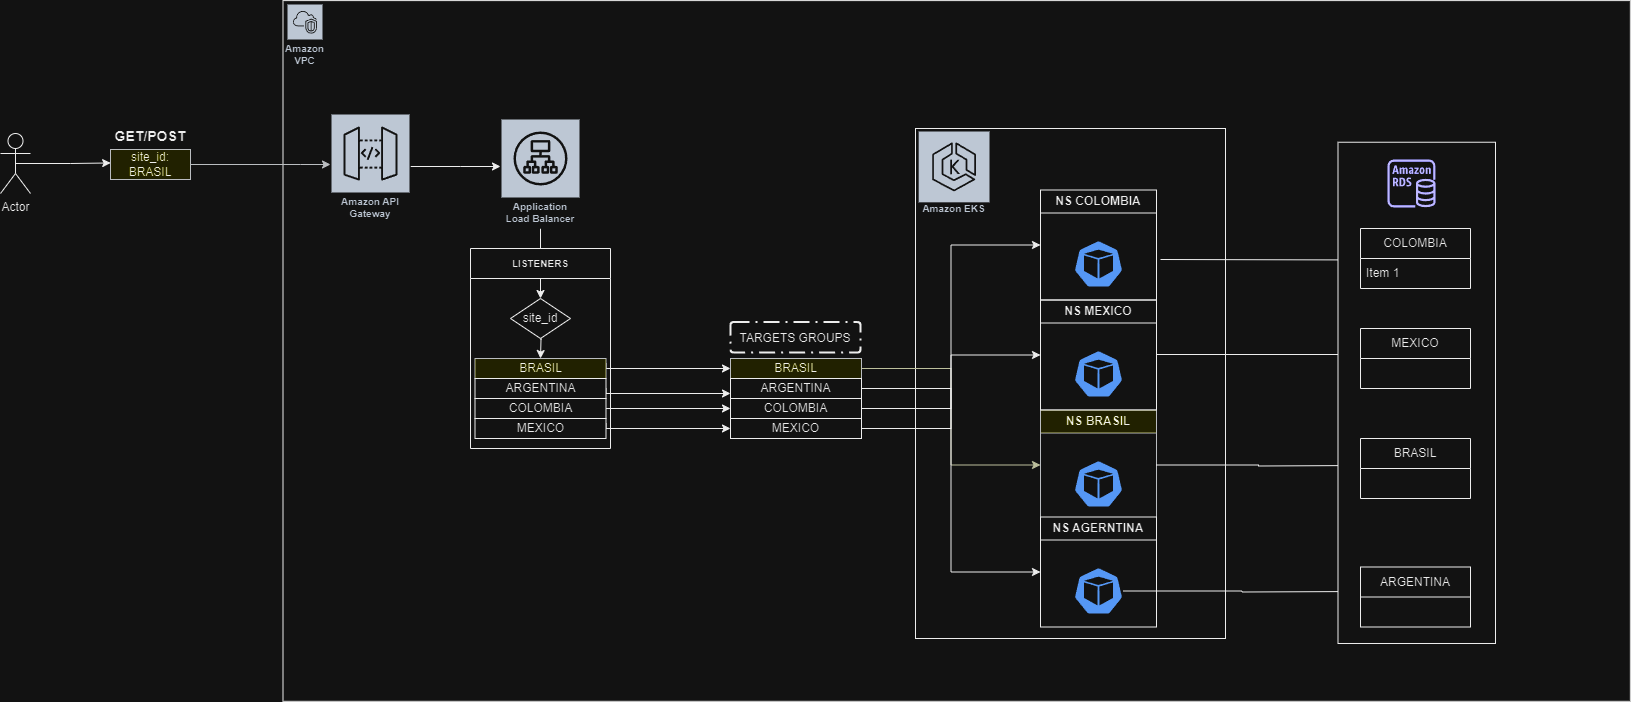 Amazon
VPC
GET/POST
site_id:
BRASIL
Actor
Amazon API
Gateway
Application
Load Balancer
LISTENERS
site_id
BRASIL
ARGENTINA
COLOMBIA
MEXICO
TARGETS GROUPS
BRASIL
ARGENTINA
COLOMBIA
MEXICO
Amazon EKS
K
NS COLOMBIA
NS MEXICO
NS BRASIL
NS AGERNTINA
Amazon
RDS
COLOMBIA
Item 1
MEXICO
BRASIL
ARGENTINA